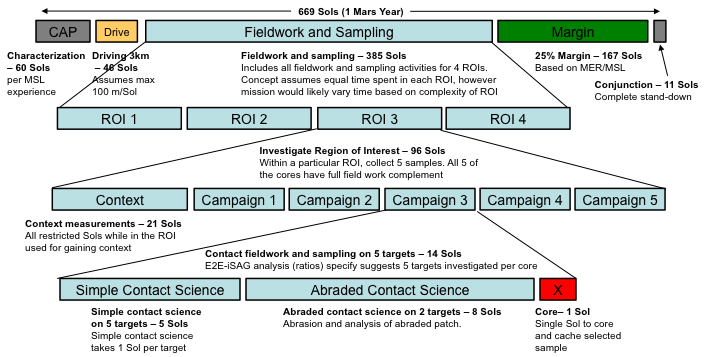 669 Sols (1 Mars Year)
CAP
Drive
Fieldwork and Sampling
Margin
Characterization
– 60 Sols
per MSL
experience
Driving 3km
– 46 Sols
Assumes max
100 m/Sol
Fieldwork and sampling – 385 Sols
Includes all fieldwork and sampling activities for 4 ROIs.
Concept assumes equal time spent in each ROI, however
mission would likely vary time based on complexity of ROI
25% Margin – 167 Sols
Based on MER/MSL
Conjunction – 11 Sols
Complete stand-down
ROI 1
ROI 2
ROI 3
ROI 4
Investigate Region of Interest – 96 Sols
Within a particular ROI, collect 5 samples. All 5 of
the cores have full field work complement
Context
Campaign 1
Campaign 2
Campaign 3
Campaign 4
Campaign 5
Context measurements – 21 Sols
All restricted Sols while in the ROI
used for gaining context
Contact fieldwork and sampling on 5 targets – 14 Sols
E2E-iSAG analysis (ratios) specify suggests 5 targets investigated per core
Simple Contact Science
Abraded Contact Science
X
Simple contact science
on 5 targets – 5 Sols
Simple contact science
takes 1 Sol per target
Abraded contact science on 2 targets – 8 Sols
Abrasion and analysis of abraded patch.
Core– 1 Sol
Single Sol to core
and cache selected
sample